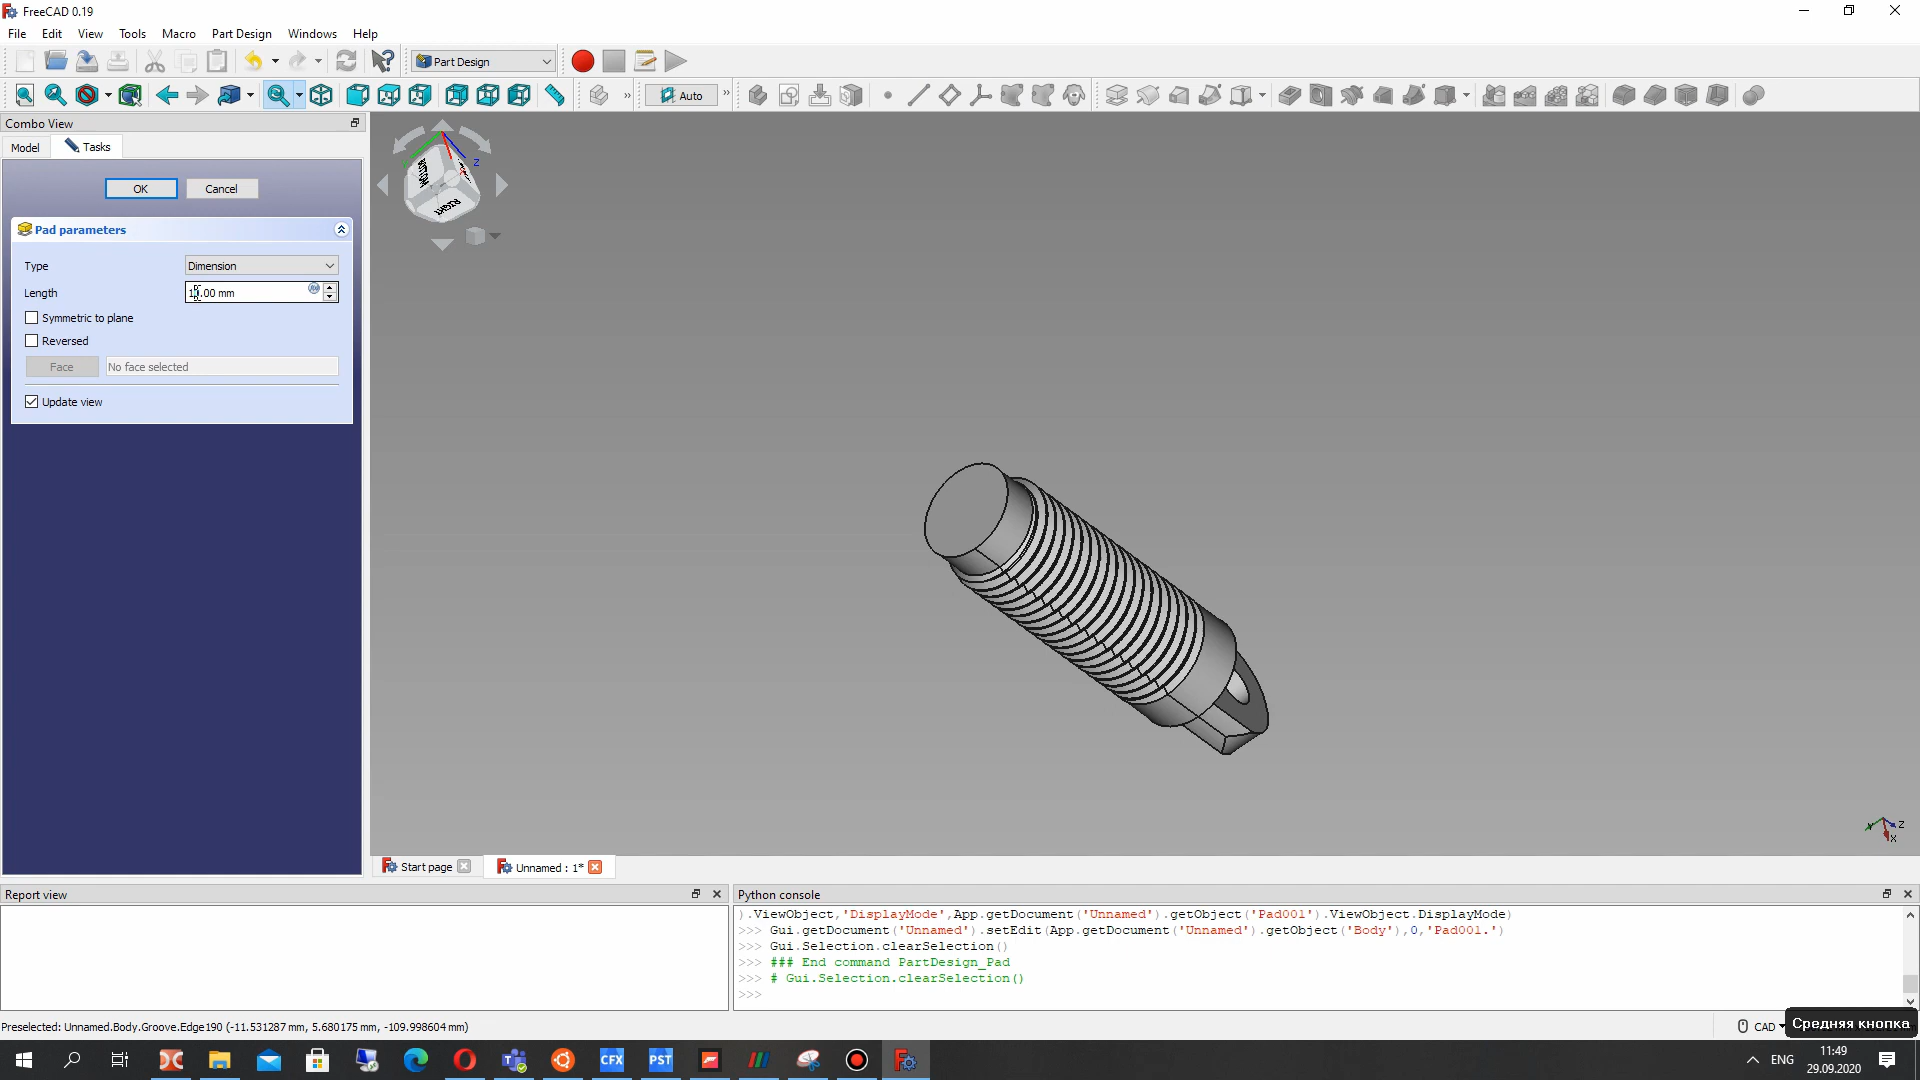 FreeCAD 0.19
File Edit View Tools Macro Part Design Windows Help
Part Design
Auto
Combo View
Model Tasks
OK Cancel
Pad parameters
Type Dimension
Length
Symmetric to plane
Reversed
Face No face selected
Update view
BOTTOM
RIGHT
Z
Z
X
Start page Unnamed : 1*
Report view
Python console
).ViewObject,'DisplayMode',App.getDocument('Unnamed').getObject('Pad001').ViewObject.DisplayMode)
>>> Gui.getDocument('Unnamed').setEdit(App.getDocument('Unnamed').getObject('Body'),0,'Pad001.')
>>> Gui.Selection.clearSelection()
>>> ### End command PartDesign_Pad
>>> # Gui.Selection.clearSelection()
>>>
Preselected: Unnamed.Body.Groove.Edge190 (-11.531287 mm, 5.680175 mm, -109.998604 mm)
CAD
Средняя кнопка
CFX PST
ENG
11:49
29.09.2020